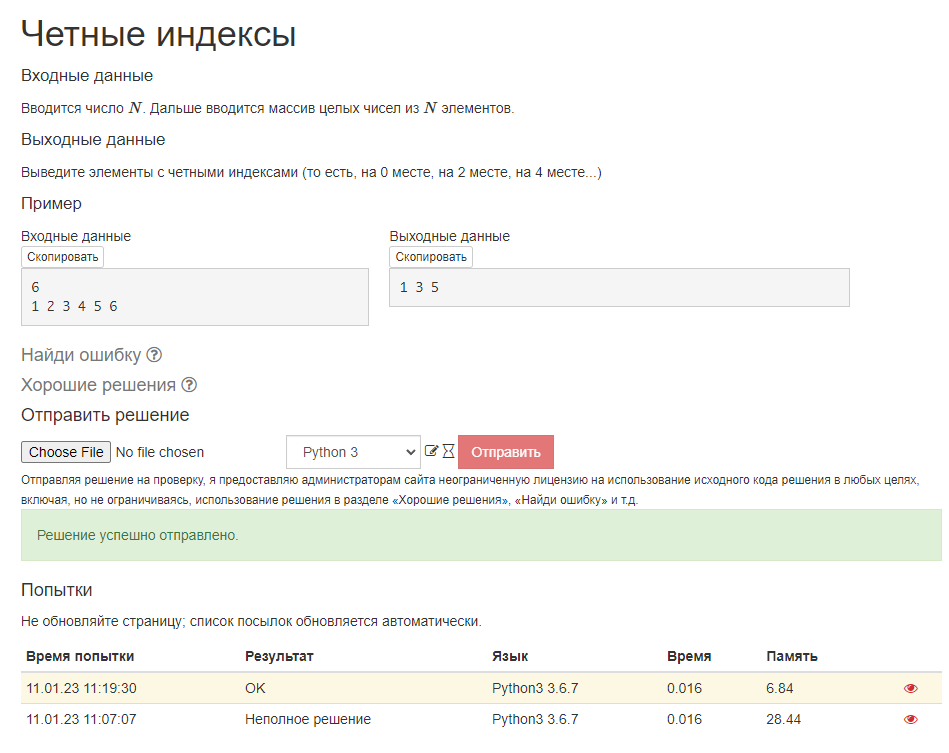 Четные индексы
Входные данные
Вводится число N. Дальше вводится массив целых чисел из N элементов.
Выходные данные
Выведите элементы с четными индексами (то есть, на 0 месте, на 2 месте, на 4 месте...)
Пример
Входные данные
Скопировать
6
1 2 3 4 5 6
Выходные данные
Скопировать
1 3 5
Найди ошибку ?
Хорошие решения ?
Отправить решение
Choose File No file chosen Python 3 Отправить
Отправляя решение на проверку, я предоставляю администраторам сайта неограниченную лицензию на использование исходного кода решения в любых целях,
включая, но не ограничиваясь, использование решения в разделе «Хорошие решения», «Найди ошибку» и т.д.
Решение успешно отправлено.
Попытки
Не обновляйте страницу; список посылок обновляется автоматически.
Время попытки Результат Язык Время Память
11.01.23 11:19:30 OK Python3 3.6.7 0.016 6.84
11.01.23 11:07:07 Неполное решение Python3 3.6.7 0.016 28.44